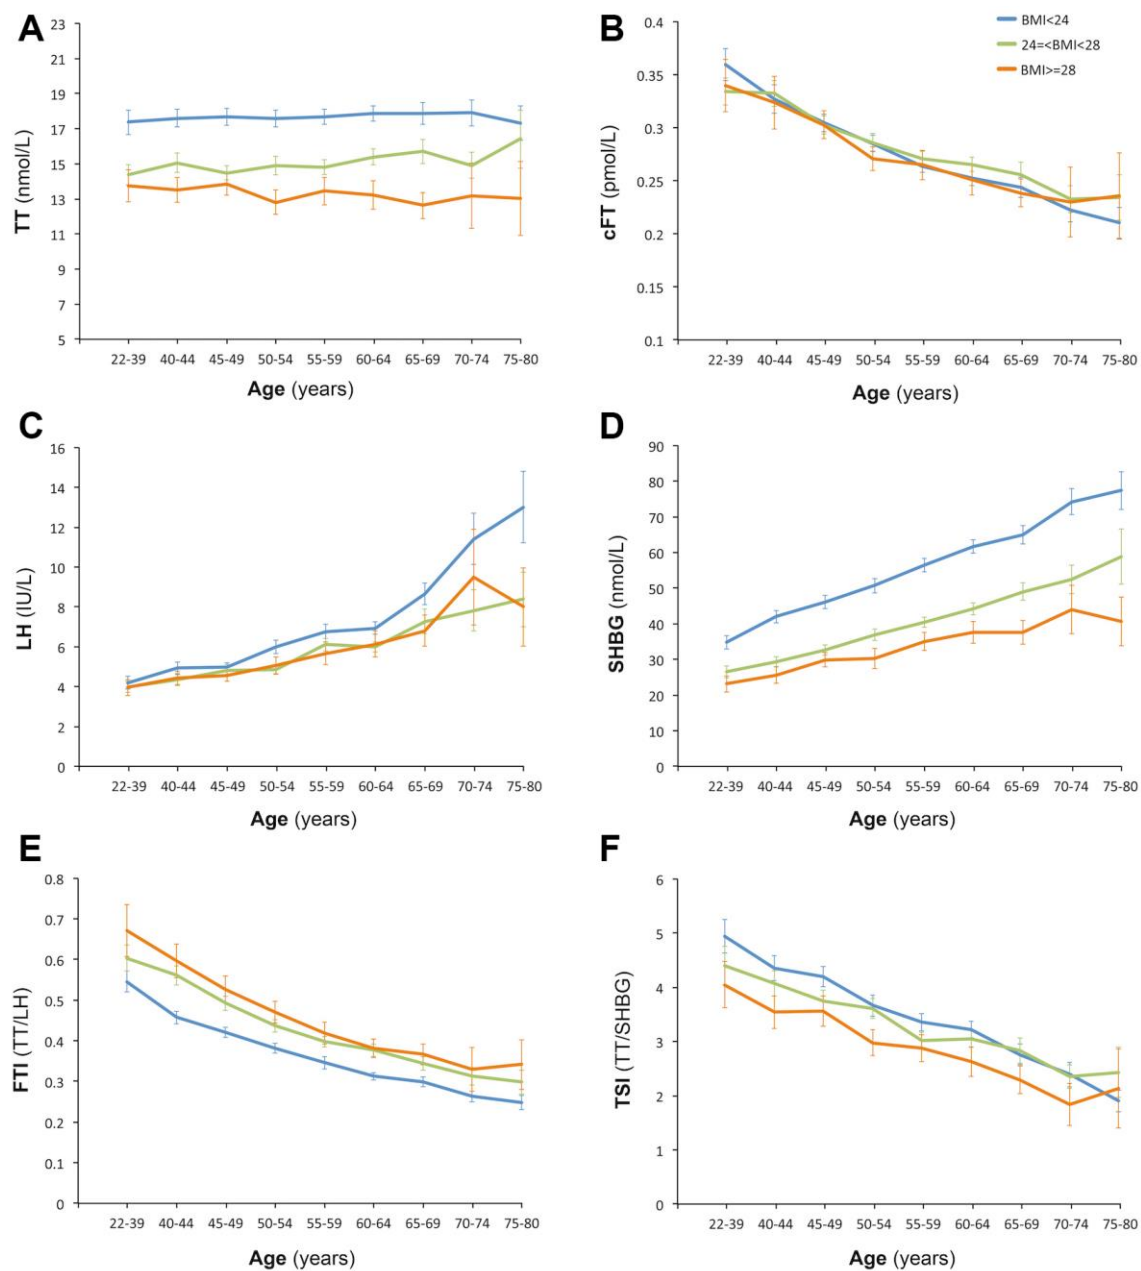 A
B
BMI<24
24=<BMI<28
BMI>=28
TT (nmol/L)
23
21
19
17
15
13
11
9
7
5
22-39 40-44 45-49 50-54 55-59 60-64 65-69 70-74 75-80
Age (years)
cFT (pmol/L)
0.4
0.35
0.3
0.25
0.2
0.15
0.1
22-39 40-44 45-49 50-54 55-59 60-64 65-69 70-74 75-80
Age (years)
C
LH (IU/L)
16
14
12
10
8
6
4
2
0
22-39 40-44 45-49 50-54 55-59 60-64 65-69 70-74 75-80
Age (years)
D
SHBG (nmol/L)
90
80
70
60
50
40
30
20
10
0
22-39 40-44 45-49 50-54 55-59 60-64 65-69 70-74 75-80
Age (years)
E
FTI (TT/LH)
0.8
0.7
0.6
0.5
0.4
0.3
0.2
0.1
0
22-39 40-44 45-49 50-54 55-59 60-64 65-69 70-74 75-80
Age (years)
F
TSI (TT/SHBG)
6
5
4
3
2
1
0
22-39 40-44 45-49 50-54 55-59 60-64 65-69 70-74 75-80
Age (years)